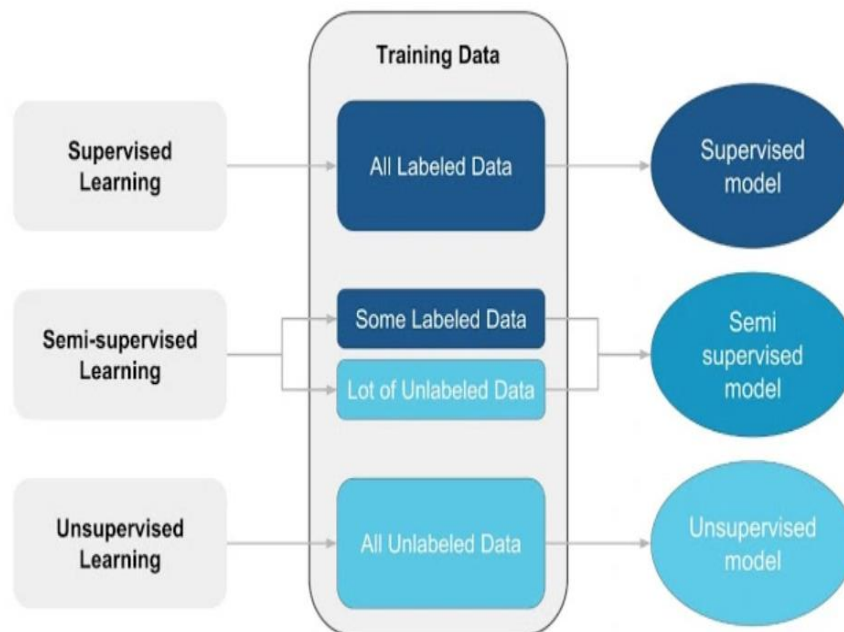 Training Data
Supervised
Learning
All Labeled Data
Supervised
model
Semi-supervised
Learning
Some Labeled Data
Lot of Unlabeled Data
Semi
supervised
model
Unsupervised
Learning
All Unlabeled Data
Unsupervised
model